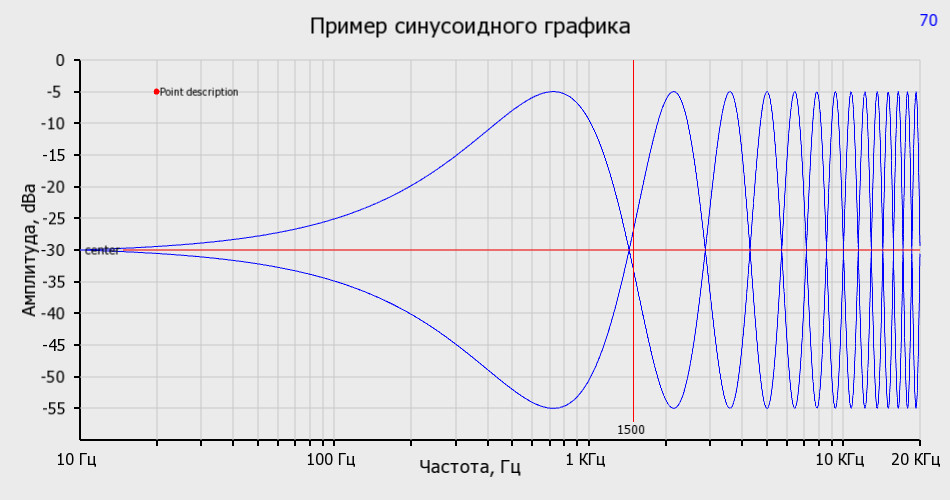 Пример синусоидного графика
70
0
-5
Point description
-10
-15
-20
-25
-30
center
-35
-40
-45
-50
-55
Амплитуда, dBa
1500
10 Гц
100 Гц
1 КГц
10 КГц
20 КГц
Частота, Гц